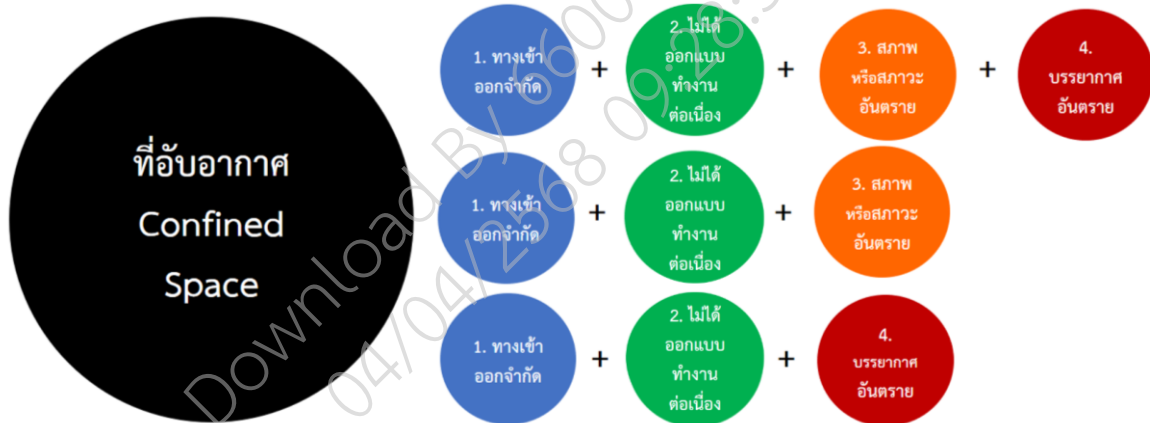 ที่อับอากาศ
Confined
Space
1. ทางเข้า
ออกจำกัด
+
2. ไม่ได้
ออกแบบ
ทำงาน
ต่อเนื่อง
+
3. สภาพ
หรือสภาวะ
อันตราย
+
4.
บรรยากาศ
อันตราย
1. ทางเข้า
ออกจำกัด
+
2. ไม่ได้
ออกแบบ
ทำงาน
ต่อเนื่อง
+
3. สภาพ
หรือสภาวะ
อันตราย
1. ทางเข้า
ออกจำกัด
+
2. ไม่ได้
ออกแบบ
ทำงาน
ต่อเนื่อง
+
4.
บรรยากาศ
อันตราย
Download By
04/04/2568